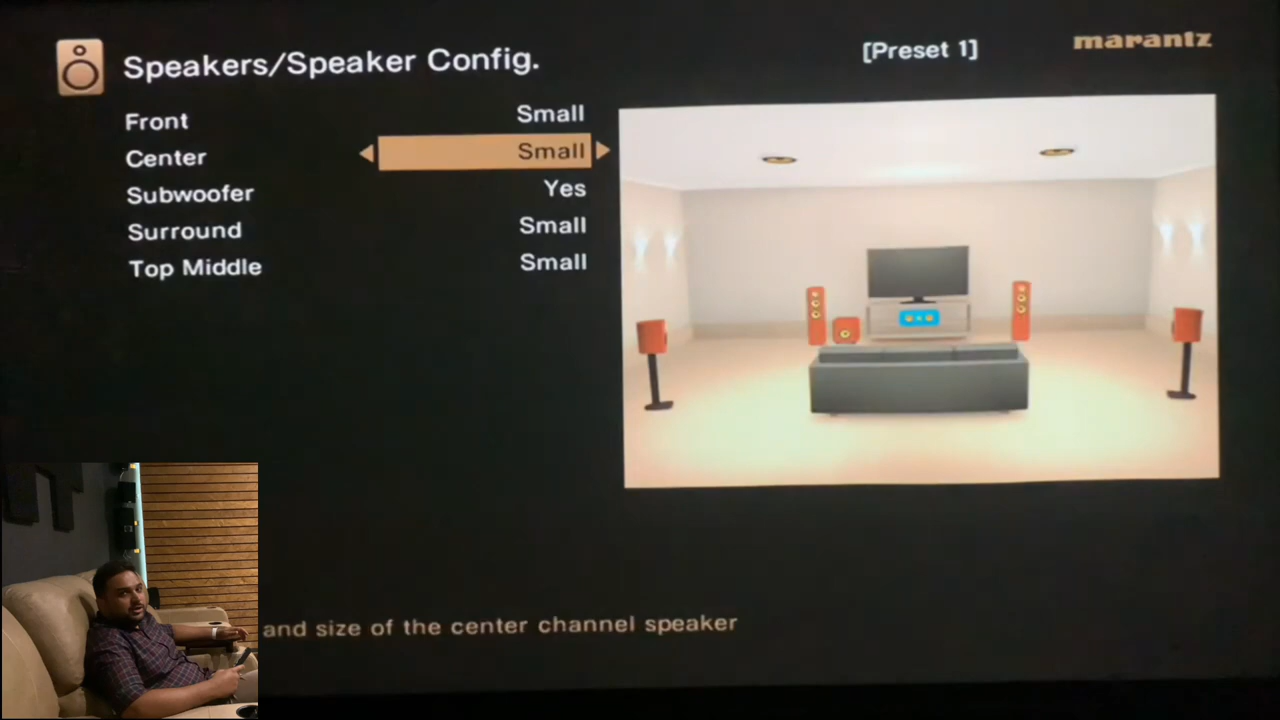 Speakers/Speaker Config.
[Preset 1]
marantz
Front Small
Center Small
Subwoofer Yes
Surround Small
Top Middle Small
and size of the center channel speaker